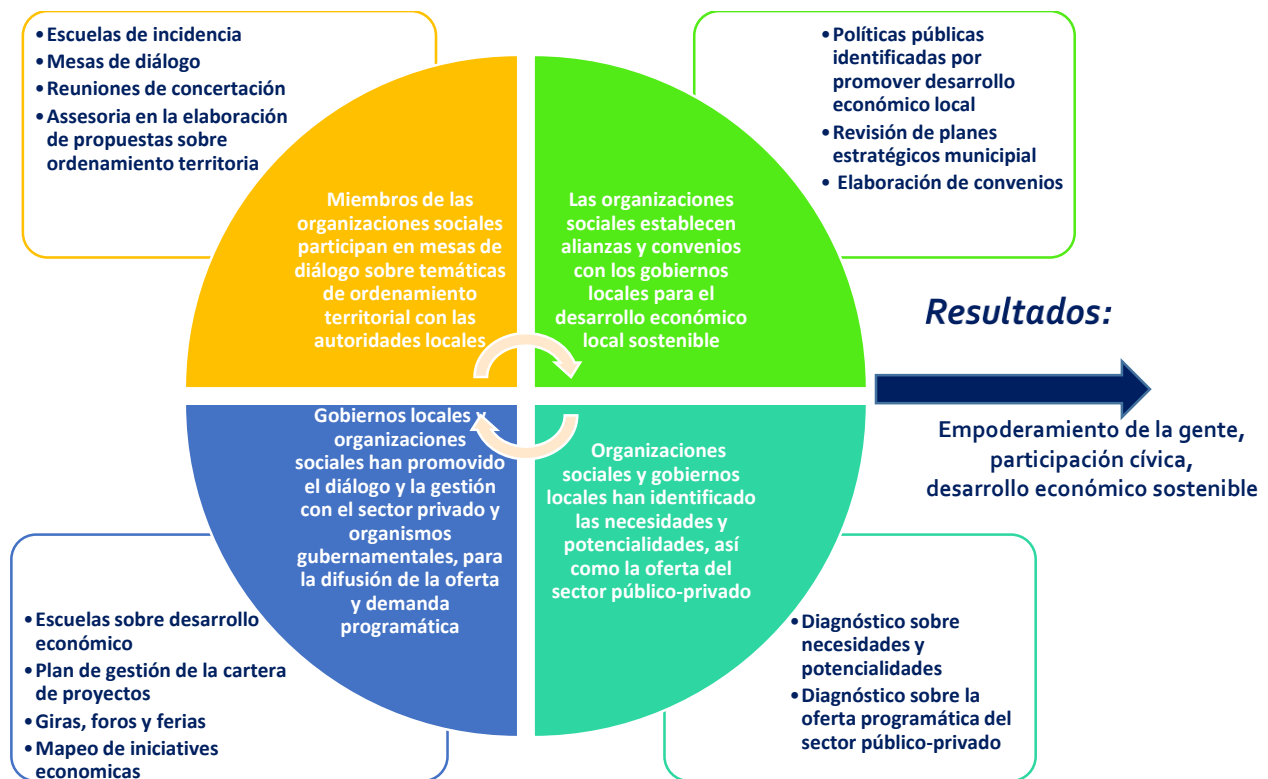 •Escuelas de incidencia
•Mesas de diálogo
•Reuniones de concertación
•Assesoria en la elaboración
de propuestas sobre
ordenamiento territoria
•Políticas públicas
identificadas por
promover desarrollo
económico local
•Revisión de planes
estratégicos municipal
• Elaboración de convenios
Miembros de las
organizaciones sociales
participan en mesas de
diálogo sobre temáticas
de ordenamiento
territorial con las
autoridades locales
Las organizaciones
sociales establecen
alianzas y convenios
con los gobiernos
locales para el
desarrollo económico
local sostenible
Resultados:
Empoderamiento de la gente,
participación cívica,
desarrollo económico sostenible
Gobiernos locales y
organizaciones
sociales han promovido
el diálogo y la gestión
con el sector privado y
organismos
gubernamentales, para
la difusión de la oferta
y demanda
programática
Organizaciones
sociales y gobiernos
locales han identificado
las necesidades y
potencialidades, así
como la oferta del
sector público-privado
•Escuelas sobre desarrollo
económico
•Plan de gestión de la cartera
de proyectos
•Giras, foros y ferias
•Mapeo de iniciatives
economicas
•Diagnóstico sobre
necesidades y
potencialidades
•Diagnóstico sobre la
oferta programática del
sector público-privado